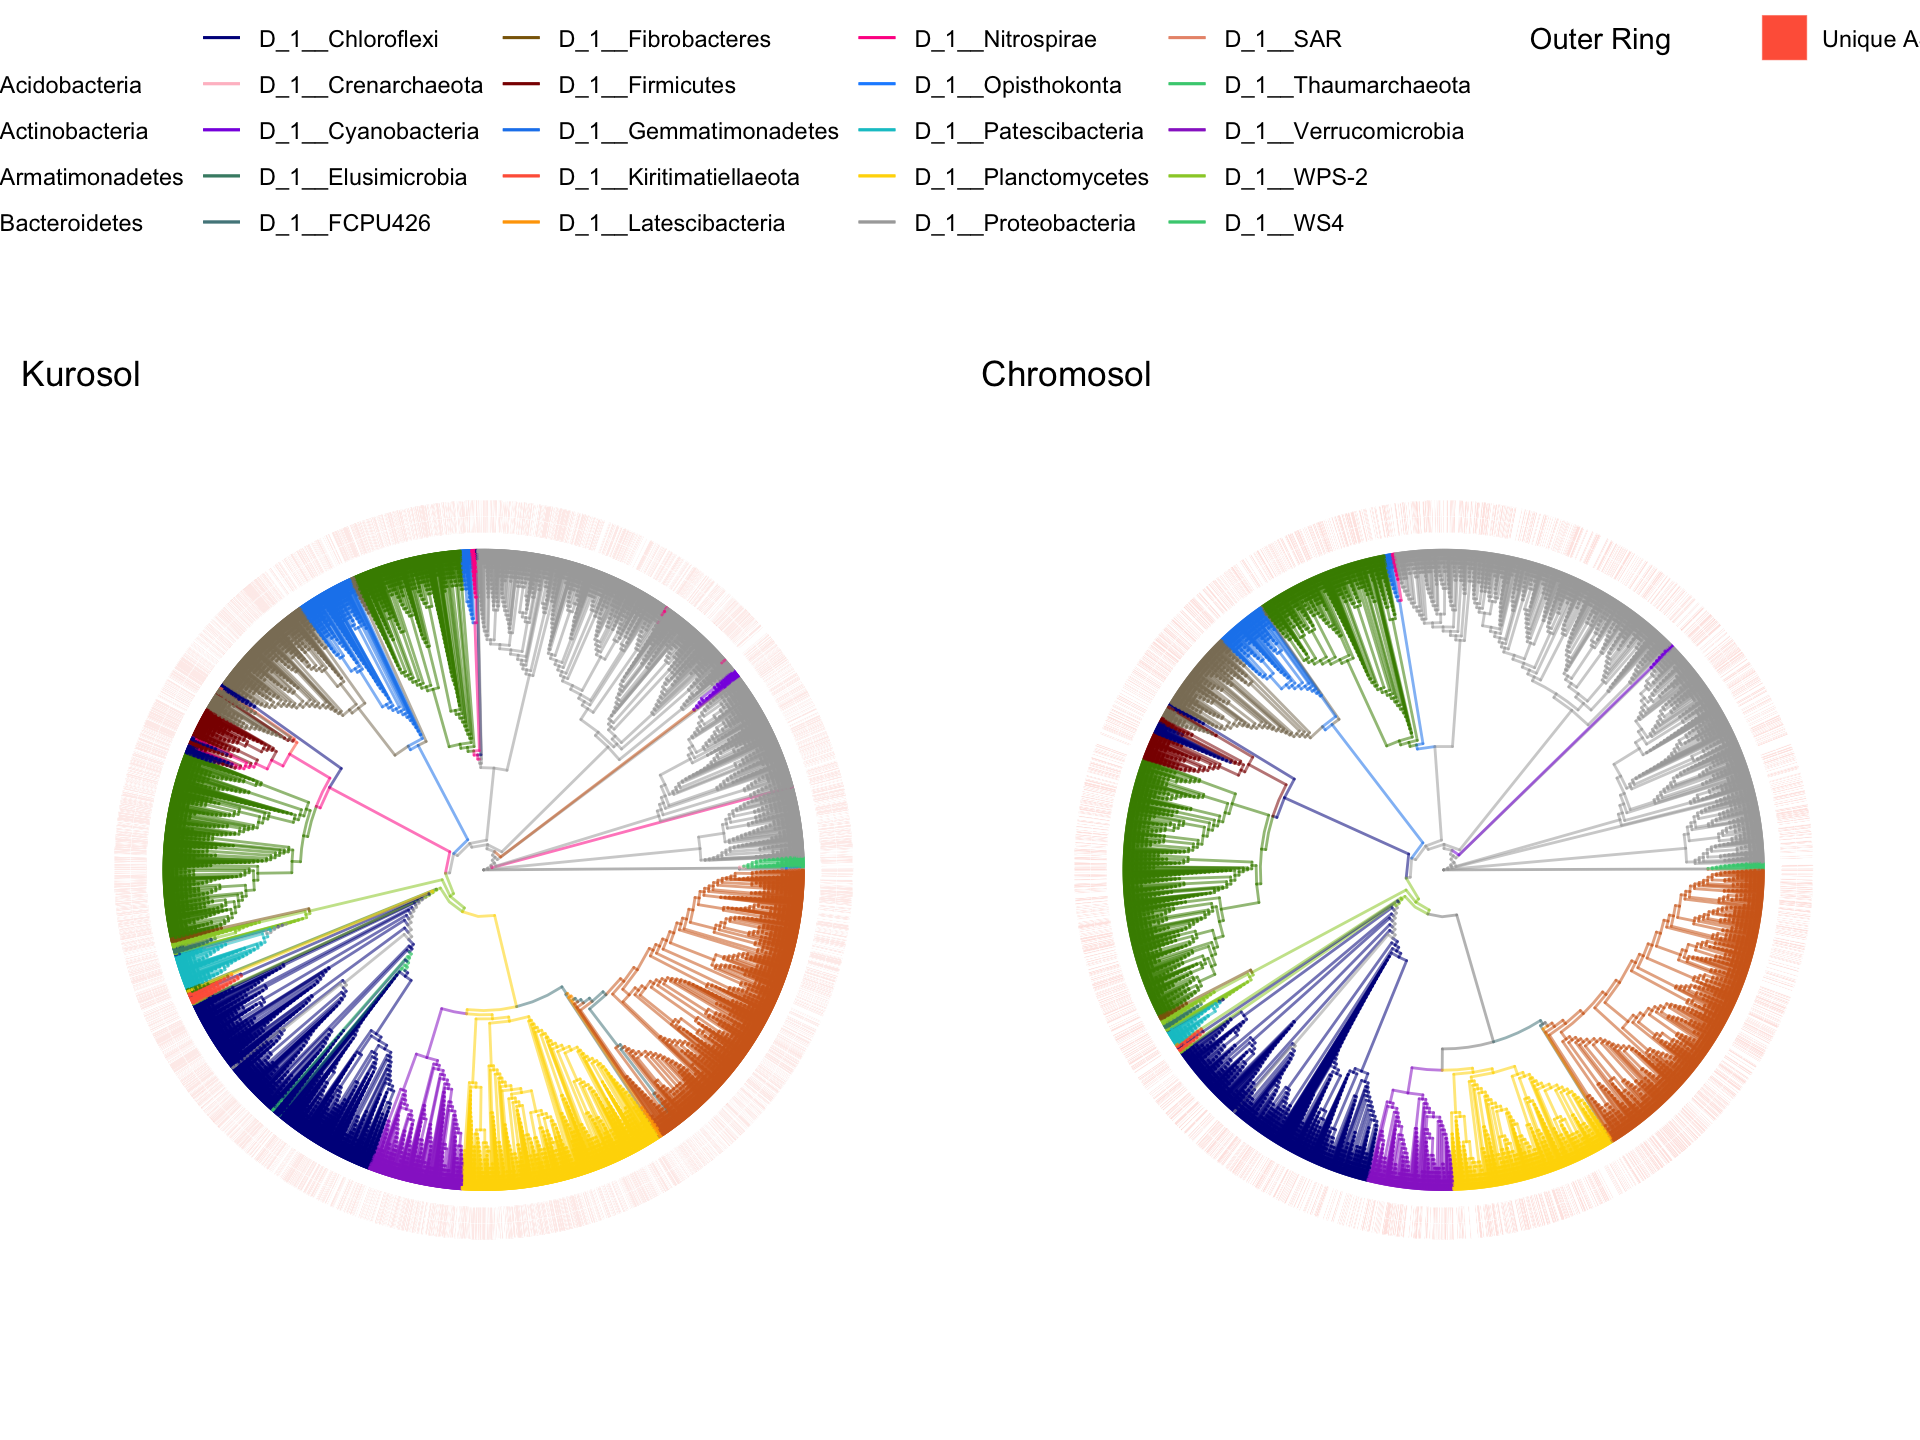 D_1__Chloroflexi D_1__Fibrobacteres D_1__Nitrospirae D_1__SAR Outer Ring Unique
Acidobacteria D_1__Crenarchaeota D_1__Firmicutes D_1__Opisthokonta D_1__Thaumarchaeota
Actinobacteria D_1__Cyanobacteria D_1__Gemmatimonadetes D_1__Patescibacteria D_1__Verrucomicrobia
Armatimonadetes D_1__Elusimicrobia D_1__Kiritimatiellaeota D_1__Planctomycetes D_1__WPS-2
Bacteroidetes D_1__FCPU426 D_1__Latescibacteria D_1__Proteobacteria D_1__WS4
Kurosol Chromosol